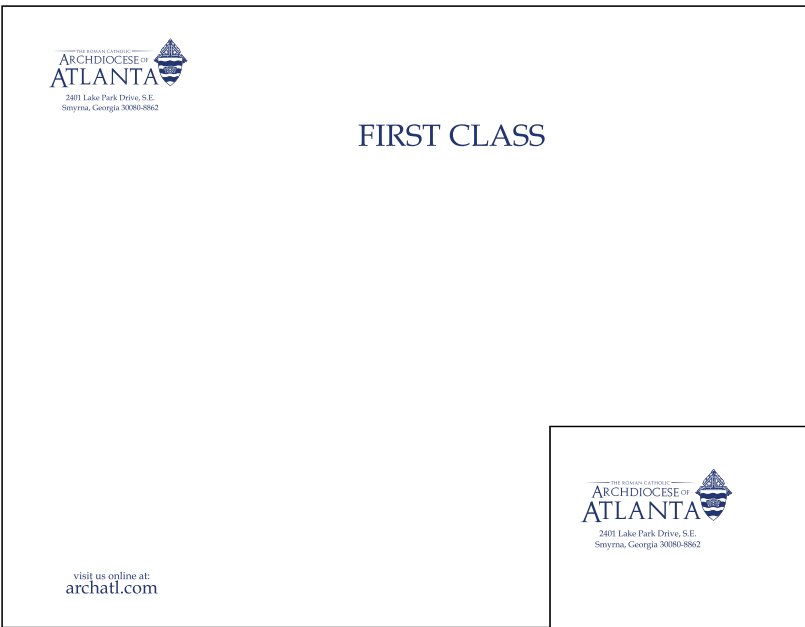 THE ROMAN CATHOLIC
ARCHDIOCESE OF
ATLANTA
2401 Lake Park Drive, S.E.
Smyrna, Georgia 30080-8862
FIRST CLASS
THE ROMAN CATHOLIC
ARCHDIOCESE OF
ATLANTA
2401 Lake Park Drive, S.E.
Smyrna, Georgia 30080-8862
visit us online at:
archatl.com